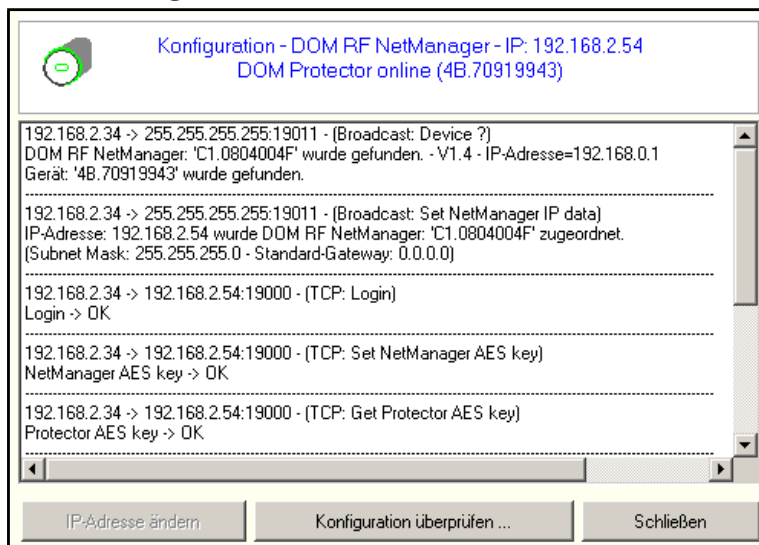 Konfiguration - DOM RF NetManager - IP: 192.168.2.54
DOM Protector online (4B.70919943)
192.168.2.34 -> 255.255.255.255:19011 - (Broadcast: Device ?)
DOM RF NetManager: 'C1.0804004F' wurde gefunden. - V1.4 - IP-Adresse=192.168.0.1
Gerät: '4B.70919943' wurde gefunden.
192.168.2.34 -> 255.255.255.255:19011 - (Broadcast: Set NetManager IP data)
IP-Adresse: 192.168.2.54 wurde DOM RF NetManager: 'C1.0804004F' zugeordnet.
(Subnet Mask: 255.255.255.0 - Standard-Gateway: 0.0.0.0)
192.168.2.34 -> 192.168.2.54:19000 - (TCP: Login)
Login -> OK
192.168.2.34 -> 192.168.2.54:19000 - (TCP: Set NetManager AES key)
NetManager AES key -> OK
192.168.2.34 -> 192.168.2.54:19000 - (TCP: Get Protector AES key)
Protector AES key -> OK
IP-Adresse ändern
Konfiguration überprüfen ...
Schließen